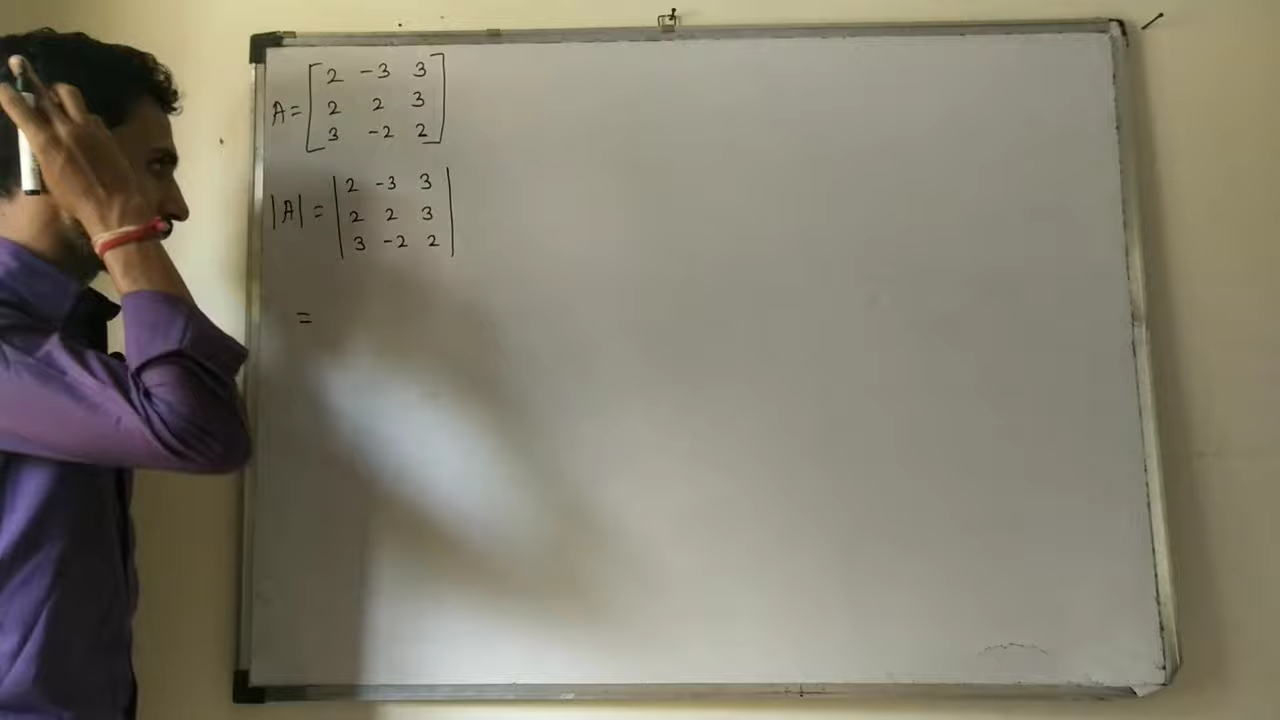 A = [ 2 -3 3
2 2 3
3 -2 2 ]
|A| = | 2 -3 3
2 2 3
3 -2 2 |
=